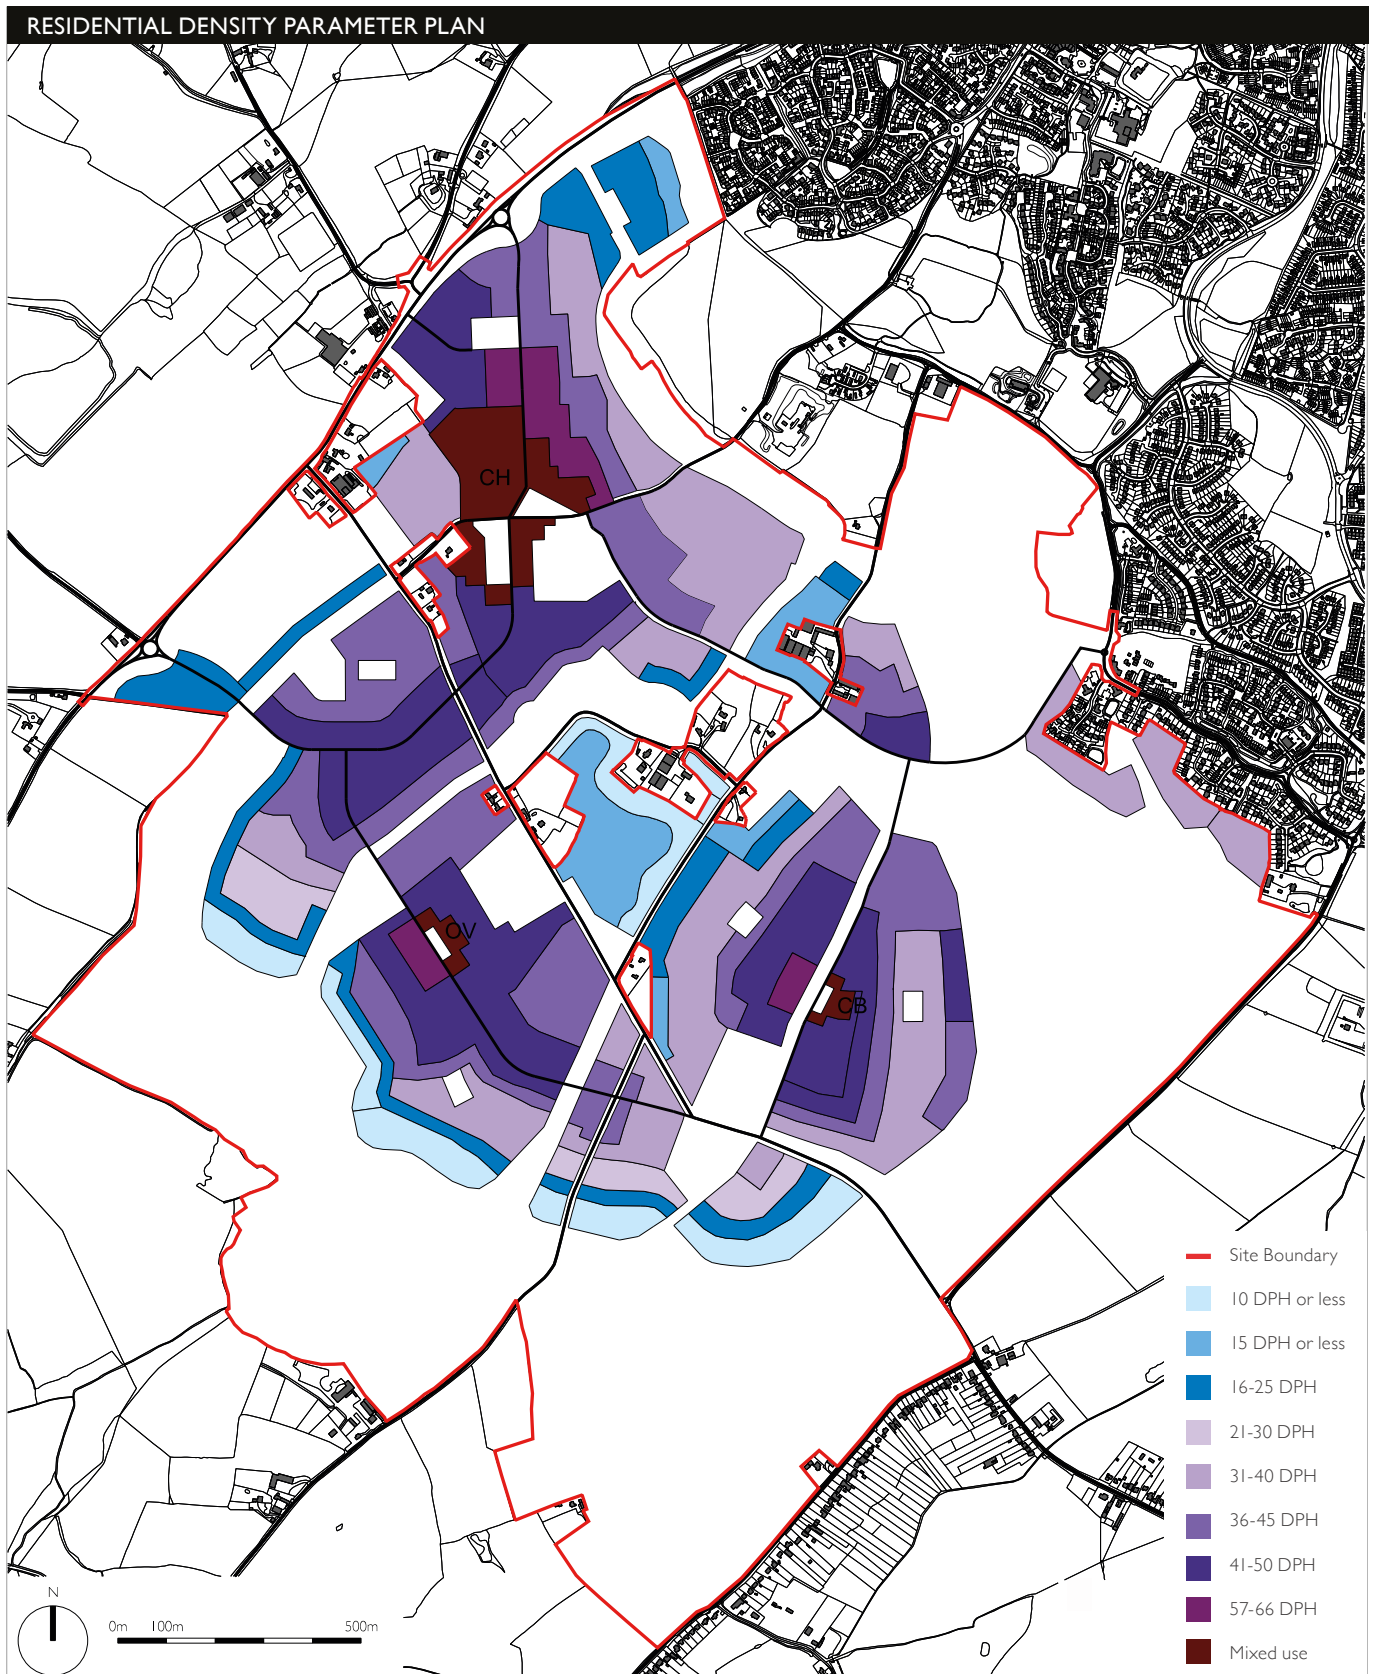 RESIDENTIAL DENSITY PARAMETER PLAN
CH
CV
CB
Site Boundary
10 DPH or less
15 DPH or less
16-25 DPH
21-30 DPH
31-40 DPH
36-45 DPH
41-50 DPH
57-66 DPH
Mixed use
N
0m 100m 500m